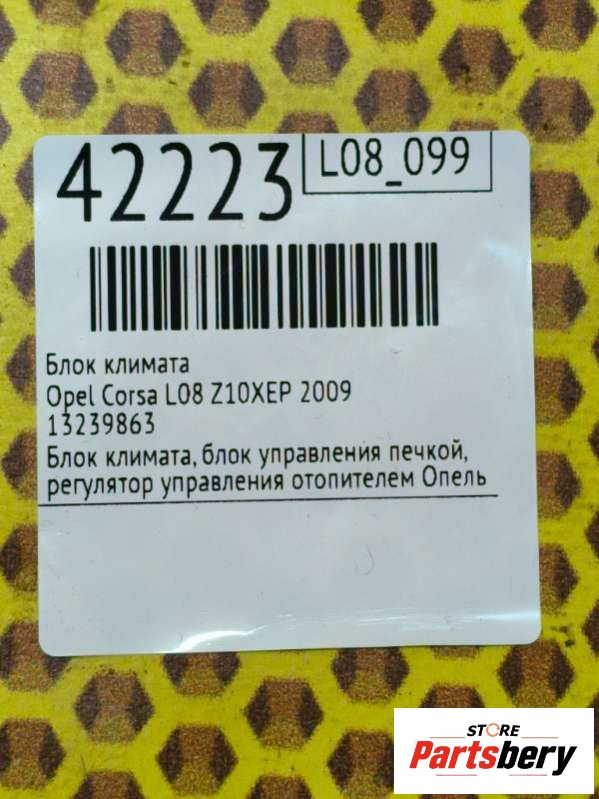 42223
L08_099
Блок климата
Opel Corsa L08 Z10XEP 2009
13239863
Блок климата, блок управления печкой,
регулятор управления отопителем Опель
STORE
Partsbery